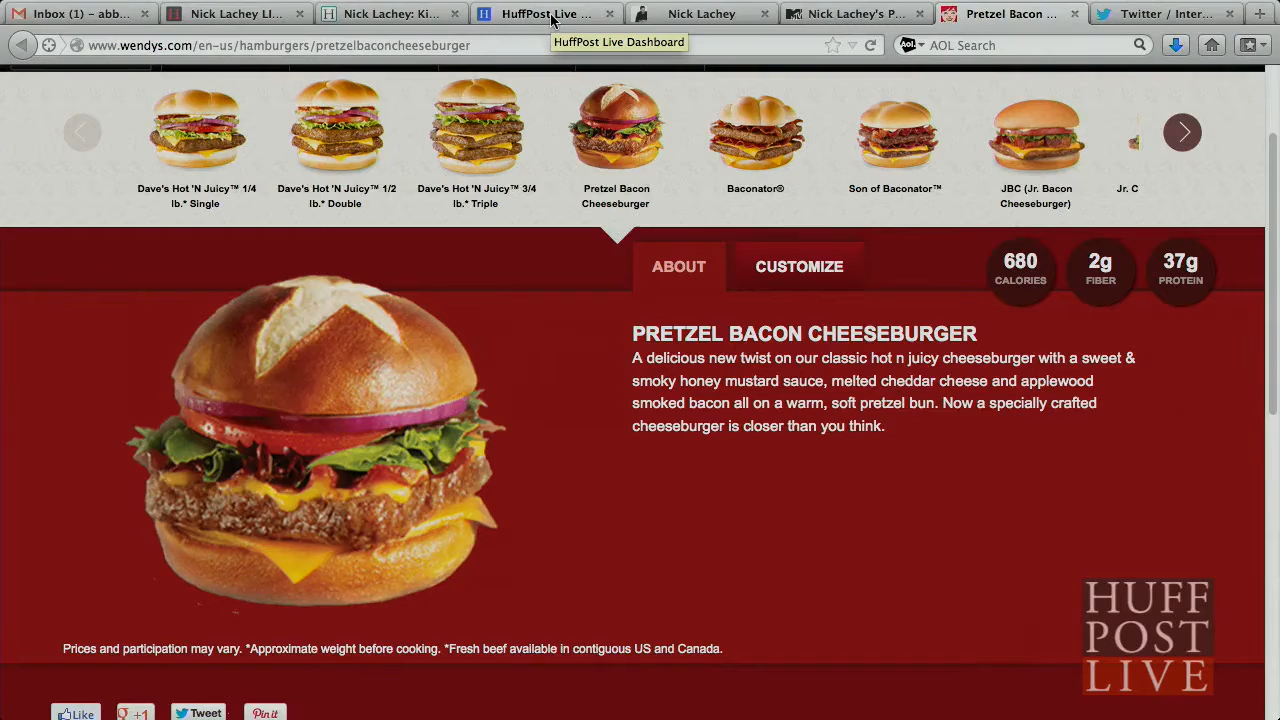 Inbox (1) – abb...
Nick Lachey LI...
Nick Lachey: Ki...
HuffPost Live ...
Nick Lachey
Nick Lachey's P...
Pretzel Bacon ...
Twitter / Inter...
www.wendys.com/en-us/hamburgers/pretzelbaconcheeseburger
Aol.
AOL Search
HuffPost Live Dashboard
Dave's Hot 'N Juicy™ 1/4
lb.* Single
Dave's Hot 'N Juicy™ 1/2
lb.* Double
Dave's Hot 'N Juicy™ 3/4
lb.* Triple
Pretzel Bacon
Cheeseburger
Baconator®
Son of Baconator™
JBC (Jr. Bacon
Cheeseburger)
Jr. C
ABOUT
CUSTOMIZE
680
CALORIES
2g
FIBER
37g
PROTEIN
PRETZEL BACON CHEESEBURGER
A delicious new twist on our classic hot n juicy cheeseburger with a sweet &
smoky honey mustard sauce, melted cheddar cheese and applewood
smoked bacon all on a warm, soft pretzel bun. Now a specially crafted
cheeseburger is closer than you think.
HUFF
POST
LIVE
Prices and participation may vary. *Approximate weight before cooking. *Fresh beef available in contiguous US and Canada.
Like
+1
Tweet
Pin it